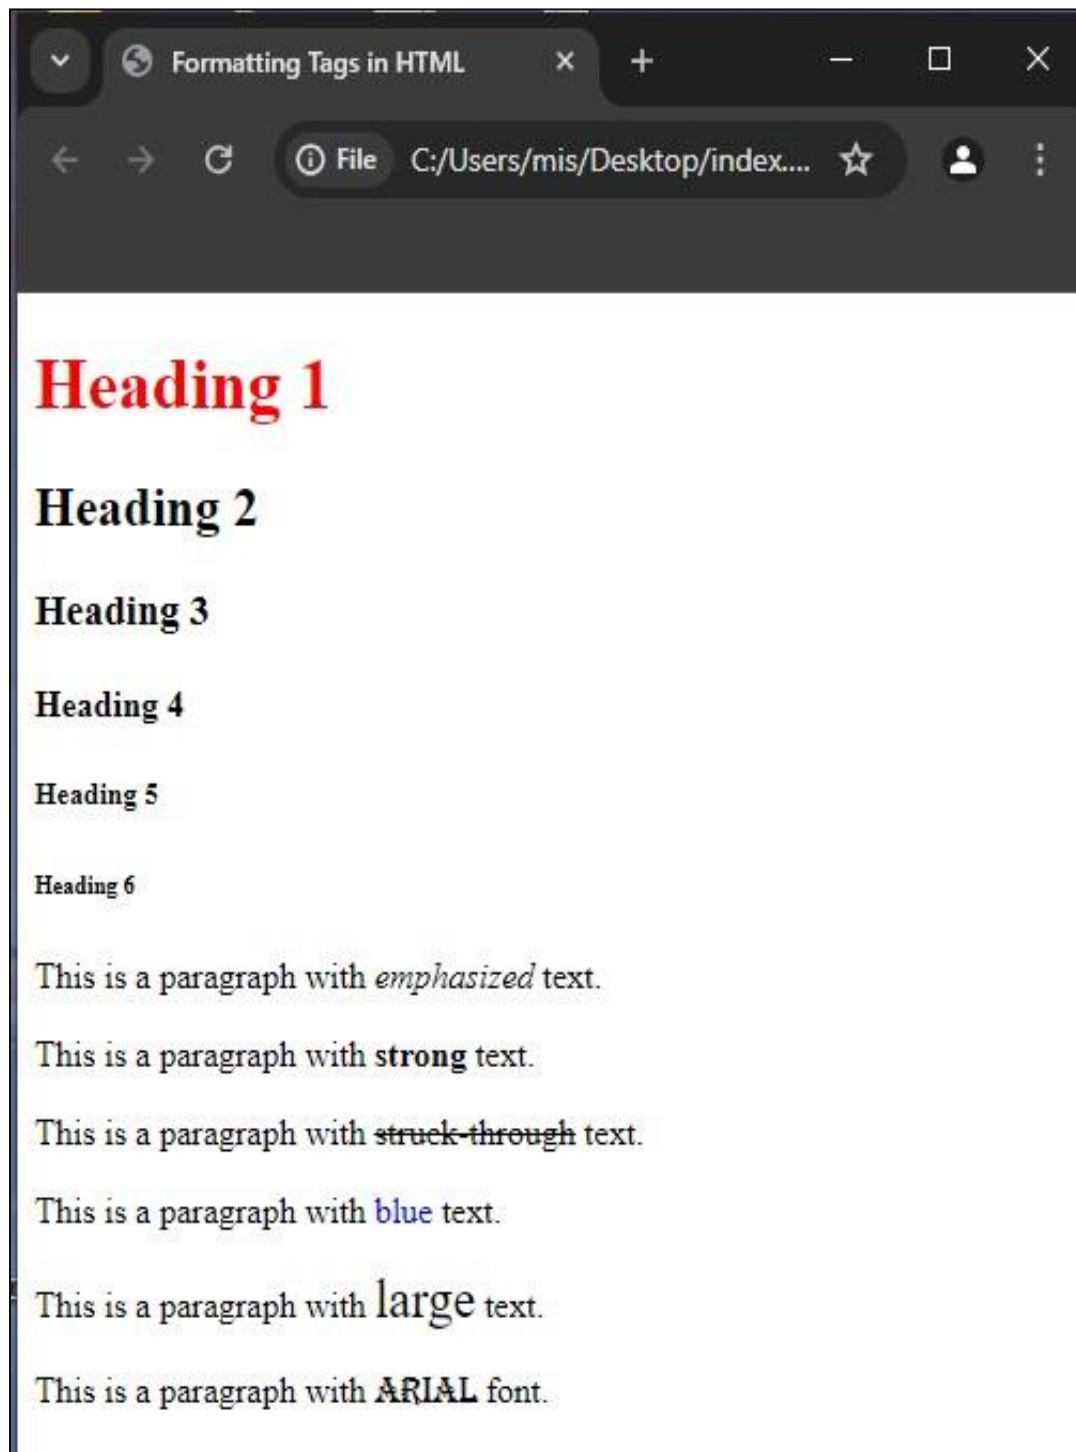 Formatting Tags in HTML
File C:/Users/mis/Desktop/index....
Heading 1
Heading 2
Heading 3
Heading 4
Heading 5
Heading 6
This is a paragraph with emphasized text.
This is a paragraph with strong text.
This is a paragraph with struck-through text.
This is a paragraph with blue text.
This is a paragraph with large text.
This is a paragraph with ARIAL font.